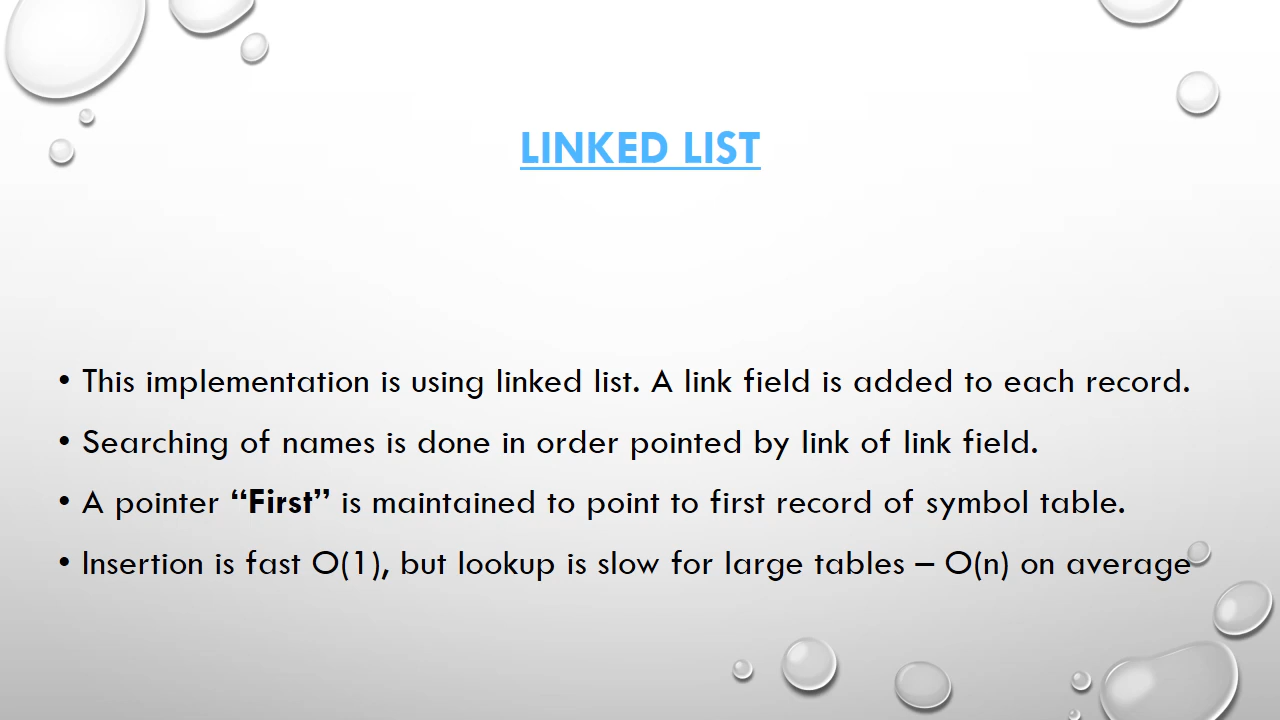 LINKED LIST
• This implementation is using linked list. A link field is added to each record.
• Searching of names is done in order pointed by link of link field.
• A pointer “First” is maintained to point to first record of symbol table.
• Insertion is fast O(1), but lookup is slow for large tables – O(n) on average